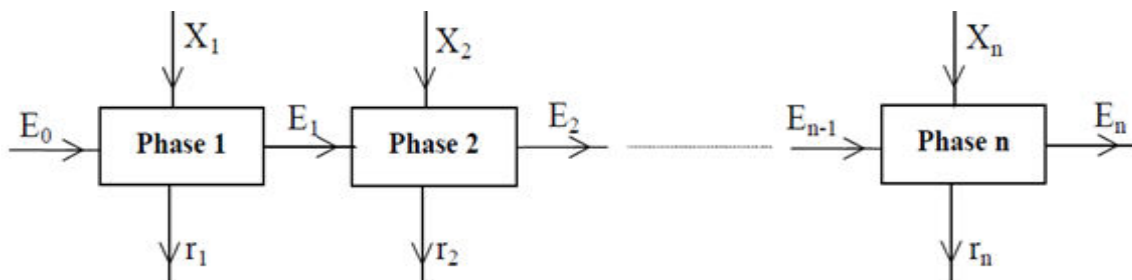 X₁ X₂ Xₙ
E₀ Phase 1 E₁ Phase 2 E₂ Eₙ₋₁ Phase n Eₙ
r₁ r₂ rₙ